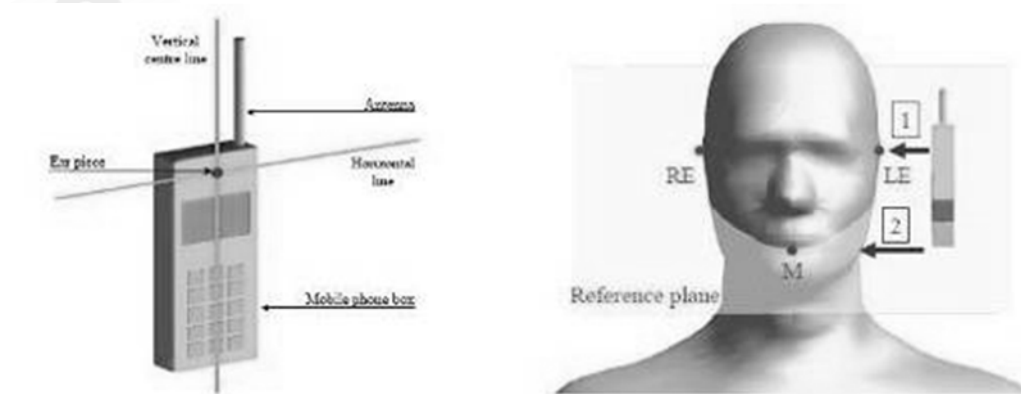 Vertical
centre line
Antenna
Ear piece
Horizontal
line
Mobile phone box
1
RE
LE
2
M
Reference plane